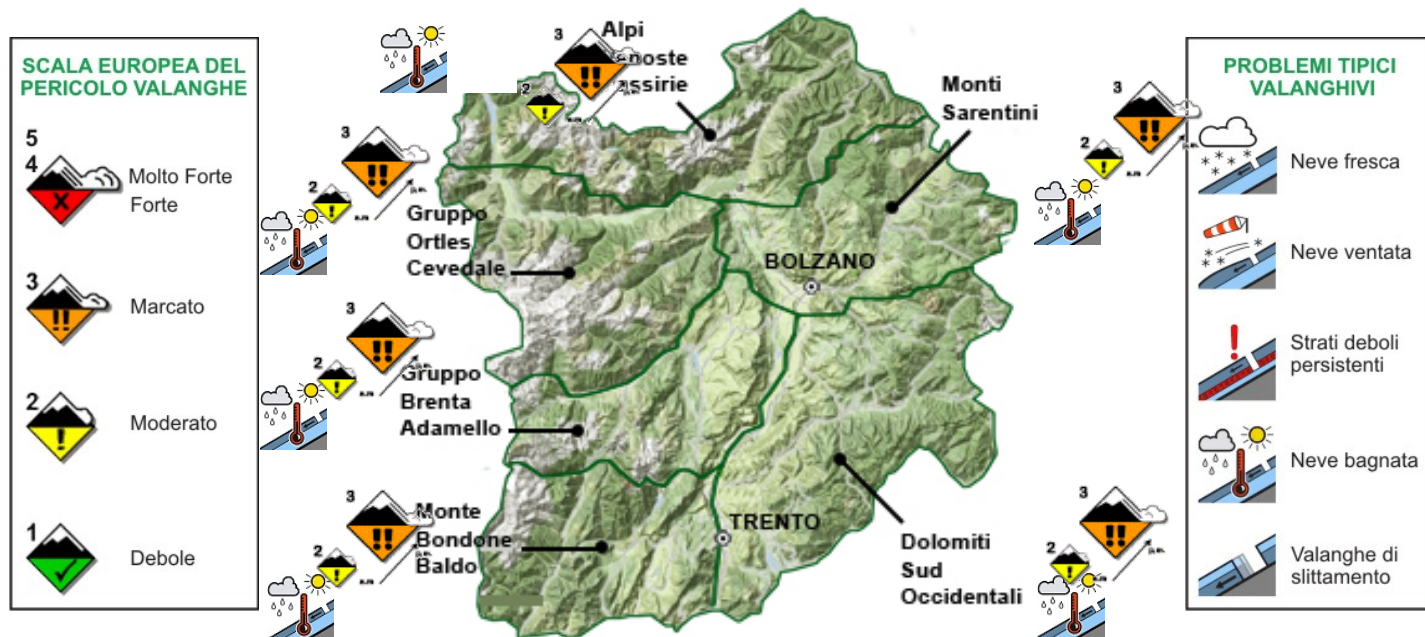 SCALA EUROPEA DEL
PERICOLO VALANGHE
5
4
Molto Forte
Forte
3
Marcato
2
Moderato
1
Debole
3
2
Alpi
Monti
Sarentini
3
2
Gruppo
Ortles
Cevedale
BOLZANO
3
2
Gruppo
Brenta
Adamello
3
2
Monte
Bondone
Baldo
TRENTO
Dolomiti
Sud
Occidentali
3
2
3
2
PROBLEMI TIPICI
VALANGHIVI
Neve fresca
Neve ventata
Strati deboli
persistenti
Neve bagnata
Valanghe di
slittamento